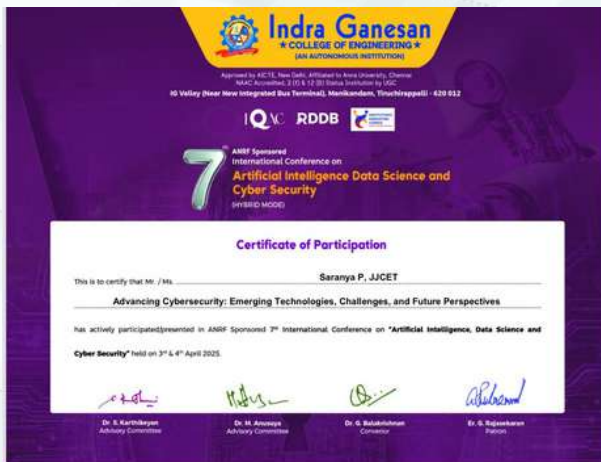 Indra Ganesan
★ COLLEGE OF ENGINEERING ★
(AN AUTONOMOUS INSTITUTION)
Approved by AICTE, New Delhi, Affiliated to Anna University, Chennai
NAAC Accredited, 2 (f) & 12 (B) Status Institution by UGC
IG Valley (Near New Integrated Bus Terminal), Manikandam, Tiruchirappalli - 620 012
IQAC RDDB
7th
ANRF Sponsored
International Conference on
Artificial Intelligence Data Science and
Cyber Security
(HYBRID MODE)
Certificate of Participation
This is to certify that Mr. / Ms. Saranya P, JJCET
Advancing Cybersecurity: Emerging Technologies, Challenges, and Future Perspectives
has actively participated/presented in ANRF Sponsored 7th International Conference on "Artificial Intelligence, Data Science and
Cyber Security" held on 3rd & 4th April 2025.
Dr. S. Karthikeyan
Advisory Committee
Dr. M. Anusuya
Advisory Committee
Dr. G. Balakrishnan
Convenor
Er. G. Rajasekaran
Patron